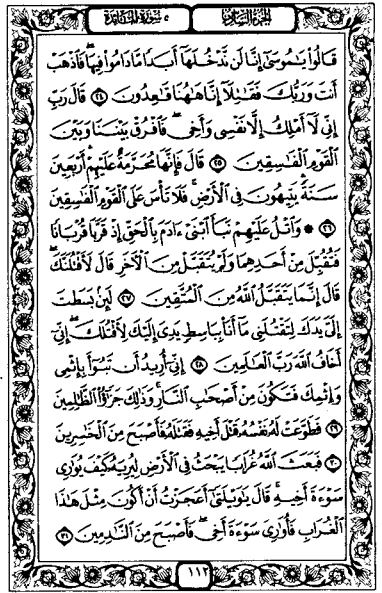 الجزء السادس ٥ سورة المائدة
قَالُوا۟ يَـٰمُوسَىٰٓ إِنَّا لَن نَّدْخُلَهَآ أَبَدًا مَّا دَامُوا۟ فِيهَا ۖ فَٱذْهَبْ
أَنتَ وَرَبُّكَ فَقَـٰتِلَآ إِنَّا هَـٰهُنَا قَـٰعِدُونَ ٢٤ قَالَ رَبِّ
إِنِّى لَآ أَمْلِكُ إِلَّا نَفْسِى وَأَخِى ۖ فَٱفْرُقْ بَيْنَنَا وَبَيْنَ
ٱلْقَوْمِ ٱلْفَـٰسِقِينَ ٢٥ قَالَ فَإِنَّهَا مُحَرَّمَةٌ عَلَيْهِمْ ۛ أَرْبَعِينَ
سَنَةً ۛ يَتِيهُونَ فِى ٱلْأَرْضِ ۚ فَلَا تَأْسَ عَلَى ٱلْقَوْمِ ٱلْفَـٰسِقِينَ
٢٦ ۞ وَٱتْلُ عَلَيْهِمْ نَبَأَ ٱبْنَىْ ءَادَمَ بِٱلْحَقِّ إِذْ قَرَّبَا قُرْبَانًا
فَتُقُبِّلَ مِنْ أَحَدِهِمَا وَلَمْ يُتَقَبَّلْ مِنَ ٱلْـَٔاخَرِ قَالَ لَأَقْتُلَنَّكَ ۖ
قَالَ إِنَّمَا يَتَقَبَّلُ ٱللَّهُ مِنَ ٱلْمُتَّقِينَ ٢٧ لَئِنۢ بَسَطتَ
إِلَىَّ يَدَكَ لِتَقْتُلَنِى مَآ أَنَا۠ بِبَاسِطٍ يَدِىَ إِلَيْكَ لِأَقْتُلَكَ ۖ إِنِّىٓ
أَخَافُ ٱللَّهَ رَبَّ ٱلْعَـٰلَمِينَ ٢٨ إِنِّىٓ أُرِيدُ أَن تَبُوٓأَ بِإِثْمِى
وَإِثْمِكَ فَتَكُونَ مِنْ أَصْحَـٰبِ ٱلنَّارِ ۚ وَذَٰلِكَ جَزَٰٓؤُا۟ ٱلظَّـٰلِمِينَ
٢٩ فَطَوَّعَتْ لَهُۥ نَفْسُهُۥ قَتْلَ أَخِيهِ فَقَتَلَهُۥ فَأَصْبَحَ مِنَ ٱلْخَـٰسِرِينَ
٣٠ فَبَعَثَ ٱللَّهُ غُرَابًا يَبْحَثُ فِى ٱلْأَرْضِ لِيُرِيَهُۥ كَيْفَ يُوَٰرِى
سَوْءَةَ أَخِيهِ ۚ قَالَ يَـٰوَيْلَتَىٰٓ أَعَجَزْتُ أَنْ أَكُونَ مِثْلَ هَـٰذَا
ٱلْغُرَابِ فَأُوَٰرِىَ سَوْءَةَ أَخِى ۖ فَأَصْبَحَ مِنَ ٱلنَّـٰدِمِينَ ٣١
١١٢